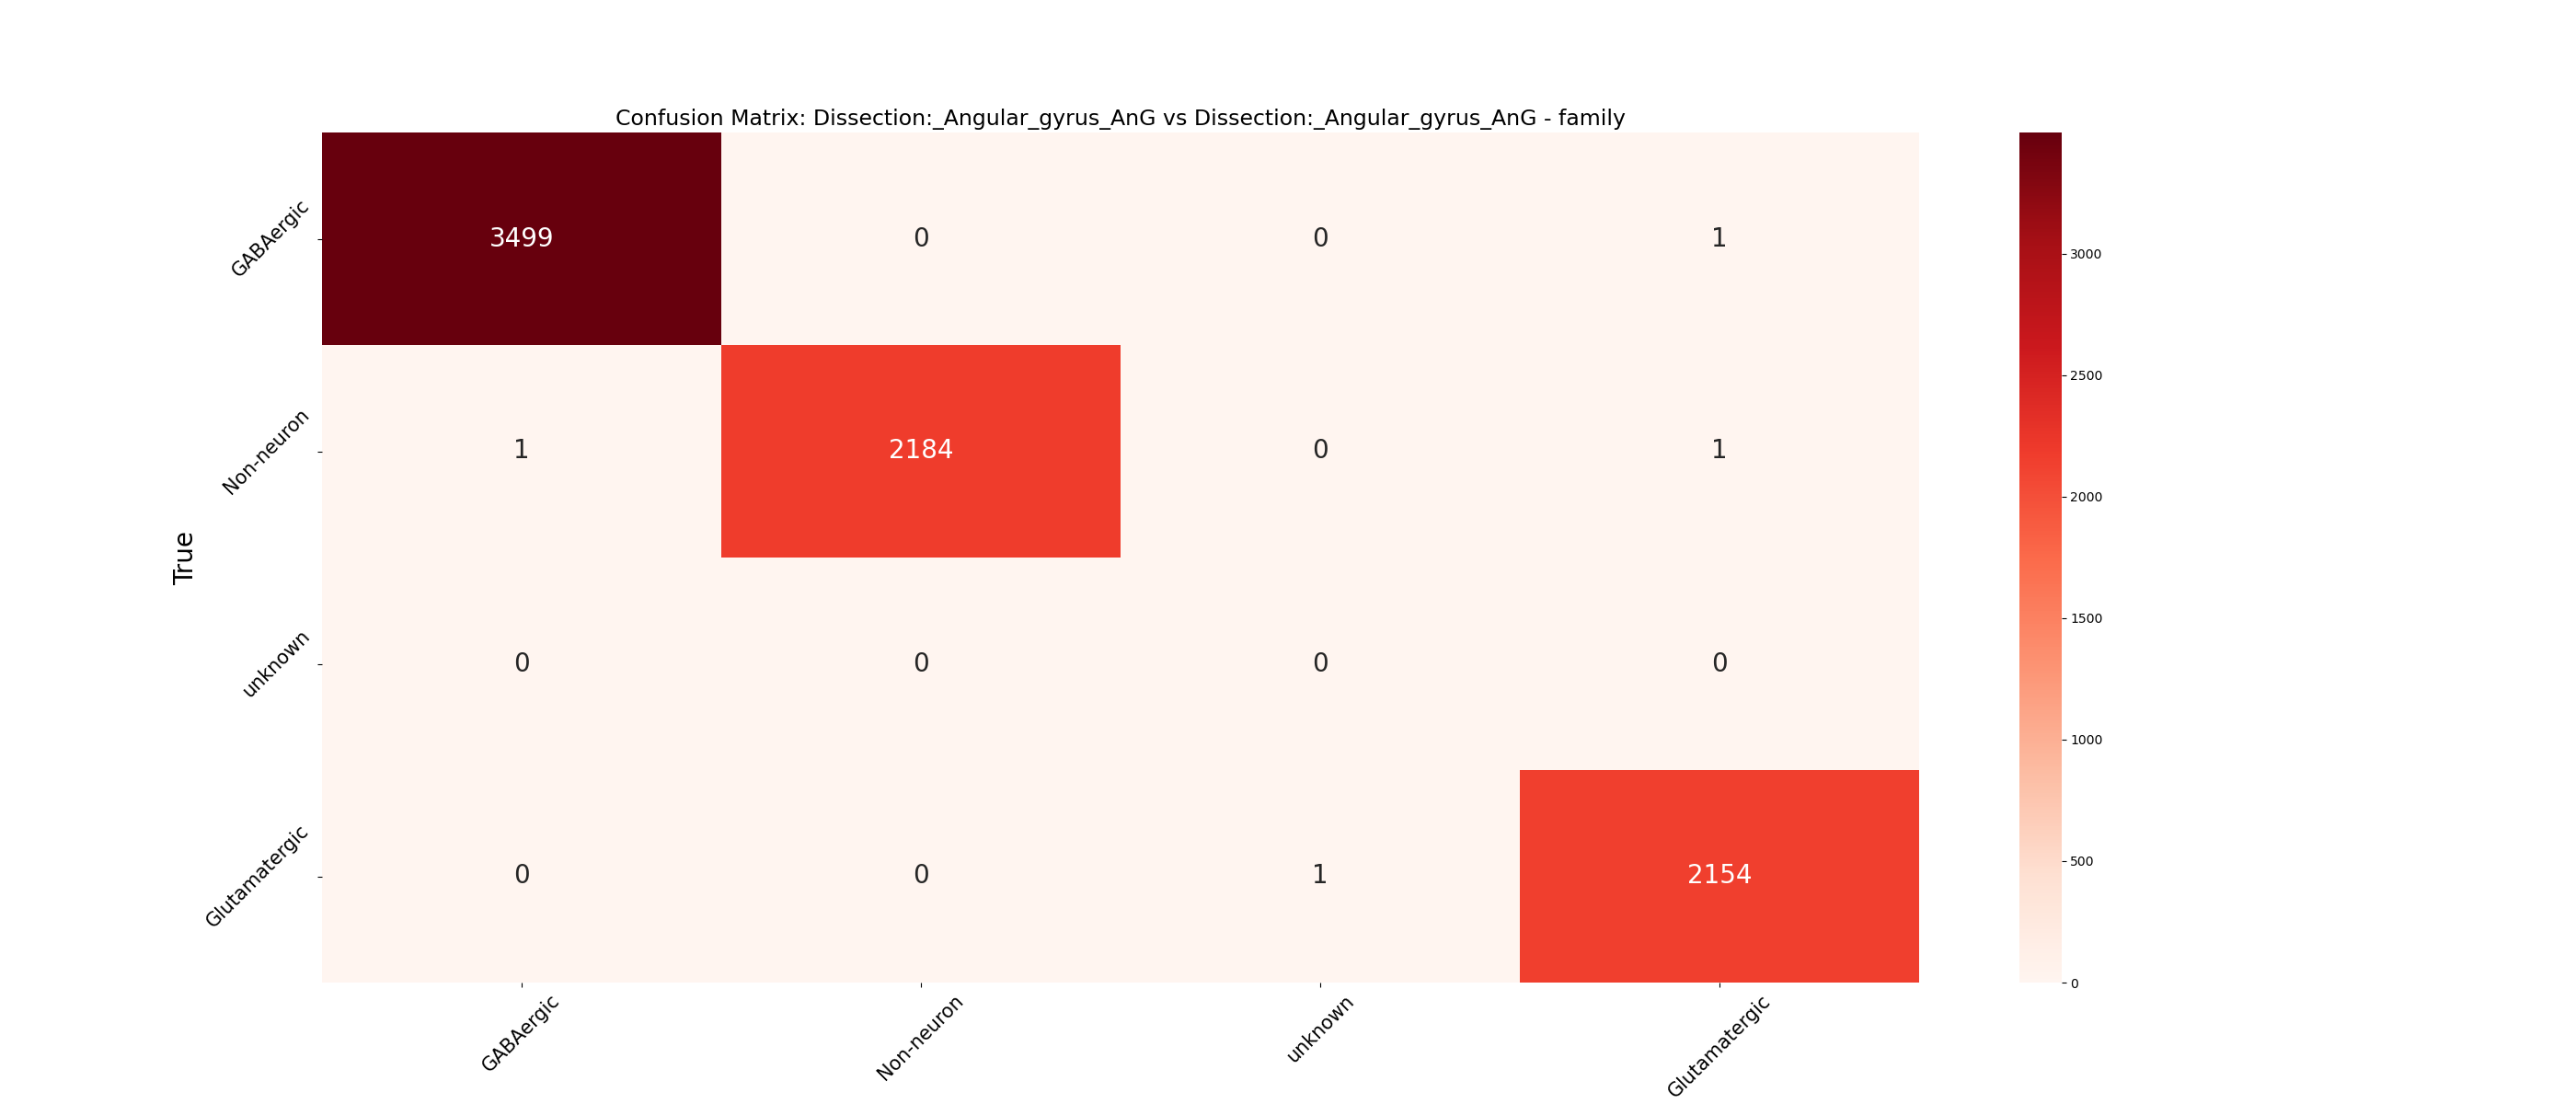 Confusion Matrix: Dissection:_Angular_gyrus_AnG vs Dissection:_Angular_gyrus_AnG - family
True
GABAergic
3499 0 0 1
Non-neuron
1 2184 0 1
unknown
0 0 0 0
Glutamatergic
0 0 1 2154
GABAergic Non-neuron unknown Glutamatergic
3000
2500
2000
1500
1000
500
0